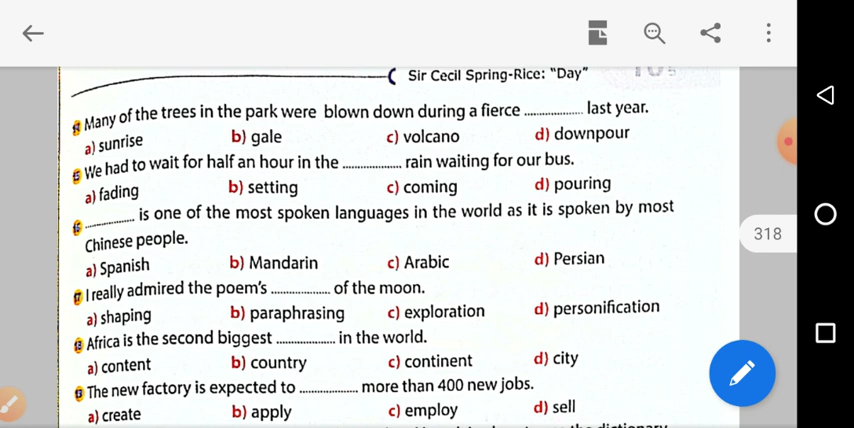 Sir Cecil Spring-Rice: "Day"
Many of the trees in the park were blown down during a fierce ............... last year.
a) sunrise b) gale c) volcano d) downpour
We had to wait for half an hour in the ............... rain waiting for our bus.
a) fading b) setting c) coming d) pouring
............... is one of the most spoken languages in the world as it is spoken by most
Chinese people.
a) Spanish b) Mandarin c) Arabic d) Persian
318
I really admired the poem's ............... of the moon.
a) shaping b) paraphrasing c) exploration d) personification
Africa is the second biggest ............... in the world.
a) content b) country c) continent d) city
The new factory is expected to ............... more than 400 new jobs.
a) create b) apply c) employ d) sell